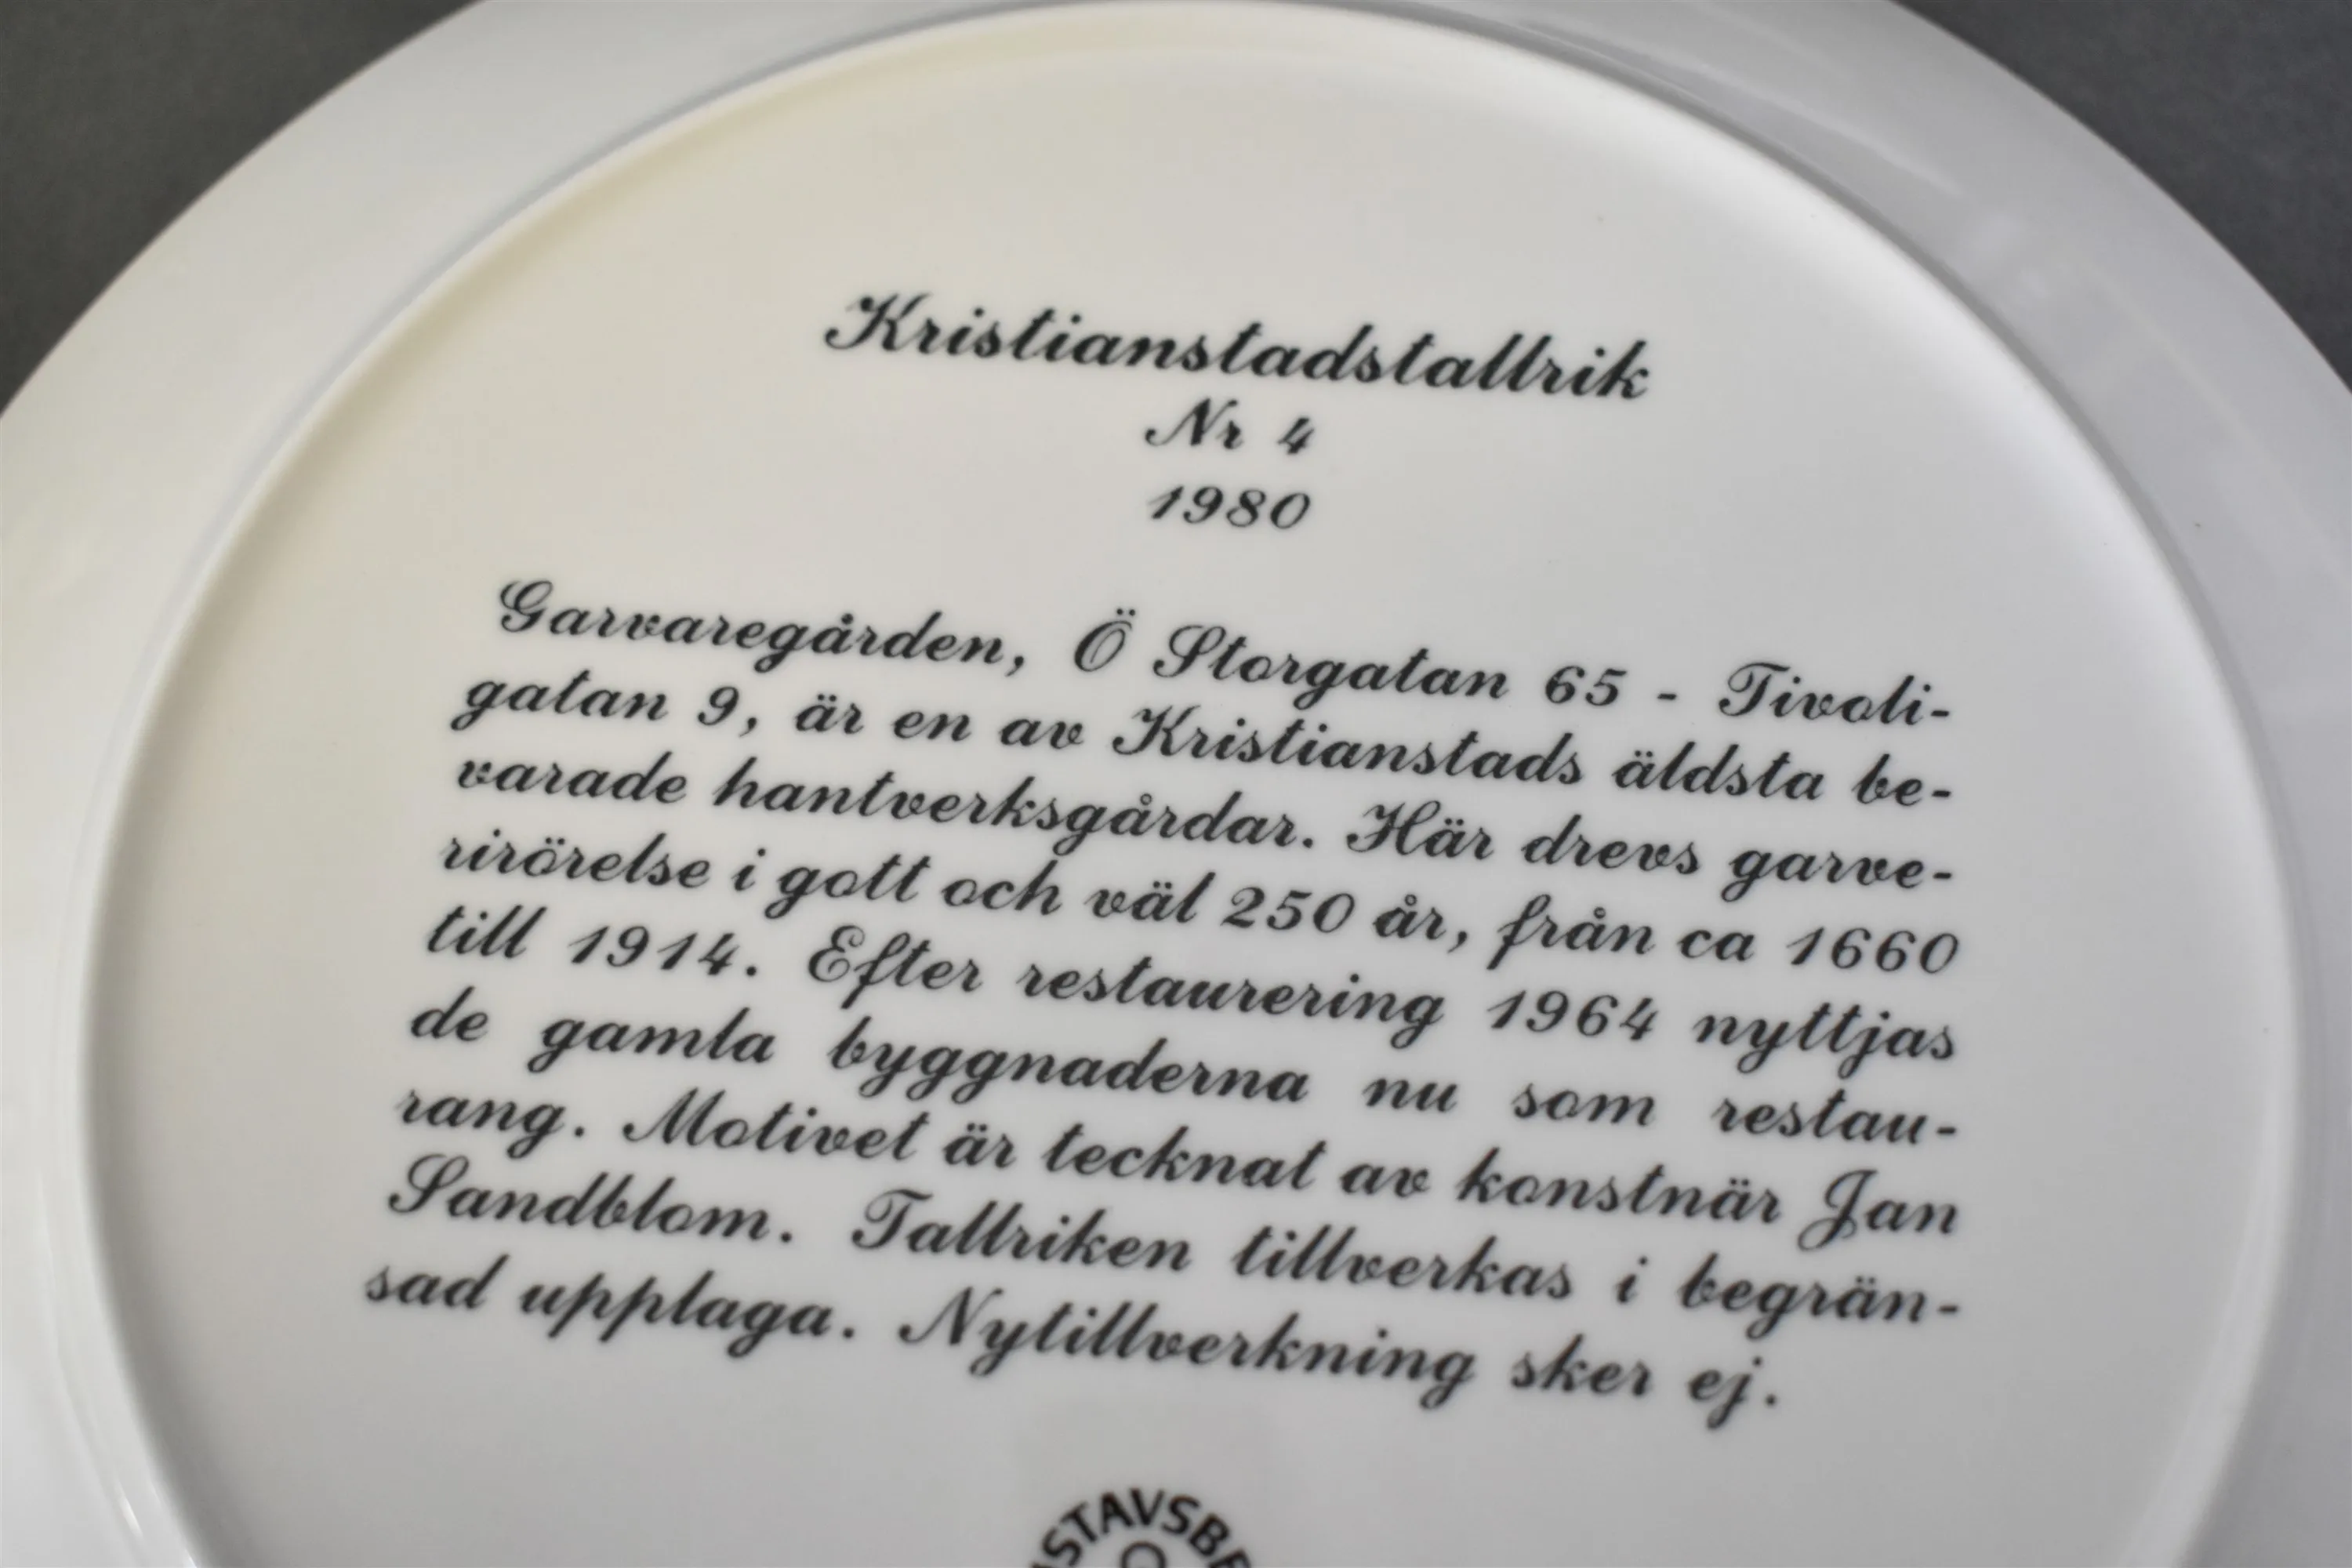 Kristianstadstallrik
Nr 4
1980
Garvaregården, Ö Storgatan 65 - Tivoli-
gatan 9, är en av Kristianstads äldsta be-
varade hantverksgårdar. Här drevs garve-
rirörelse i gott och väl 250 år, från ca 1660
till 1914. Efter restaurering 1964 nyttjas
de gamla byggnaderna nu som restau-
rang. Motivet är tecknat av konstnär Jan
Sandblom. Tallriken tillverkas i begrän-
sad upplaga. Nytillverkning sker ej.